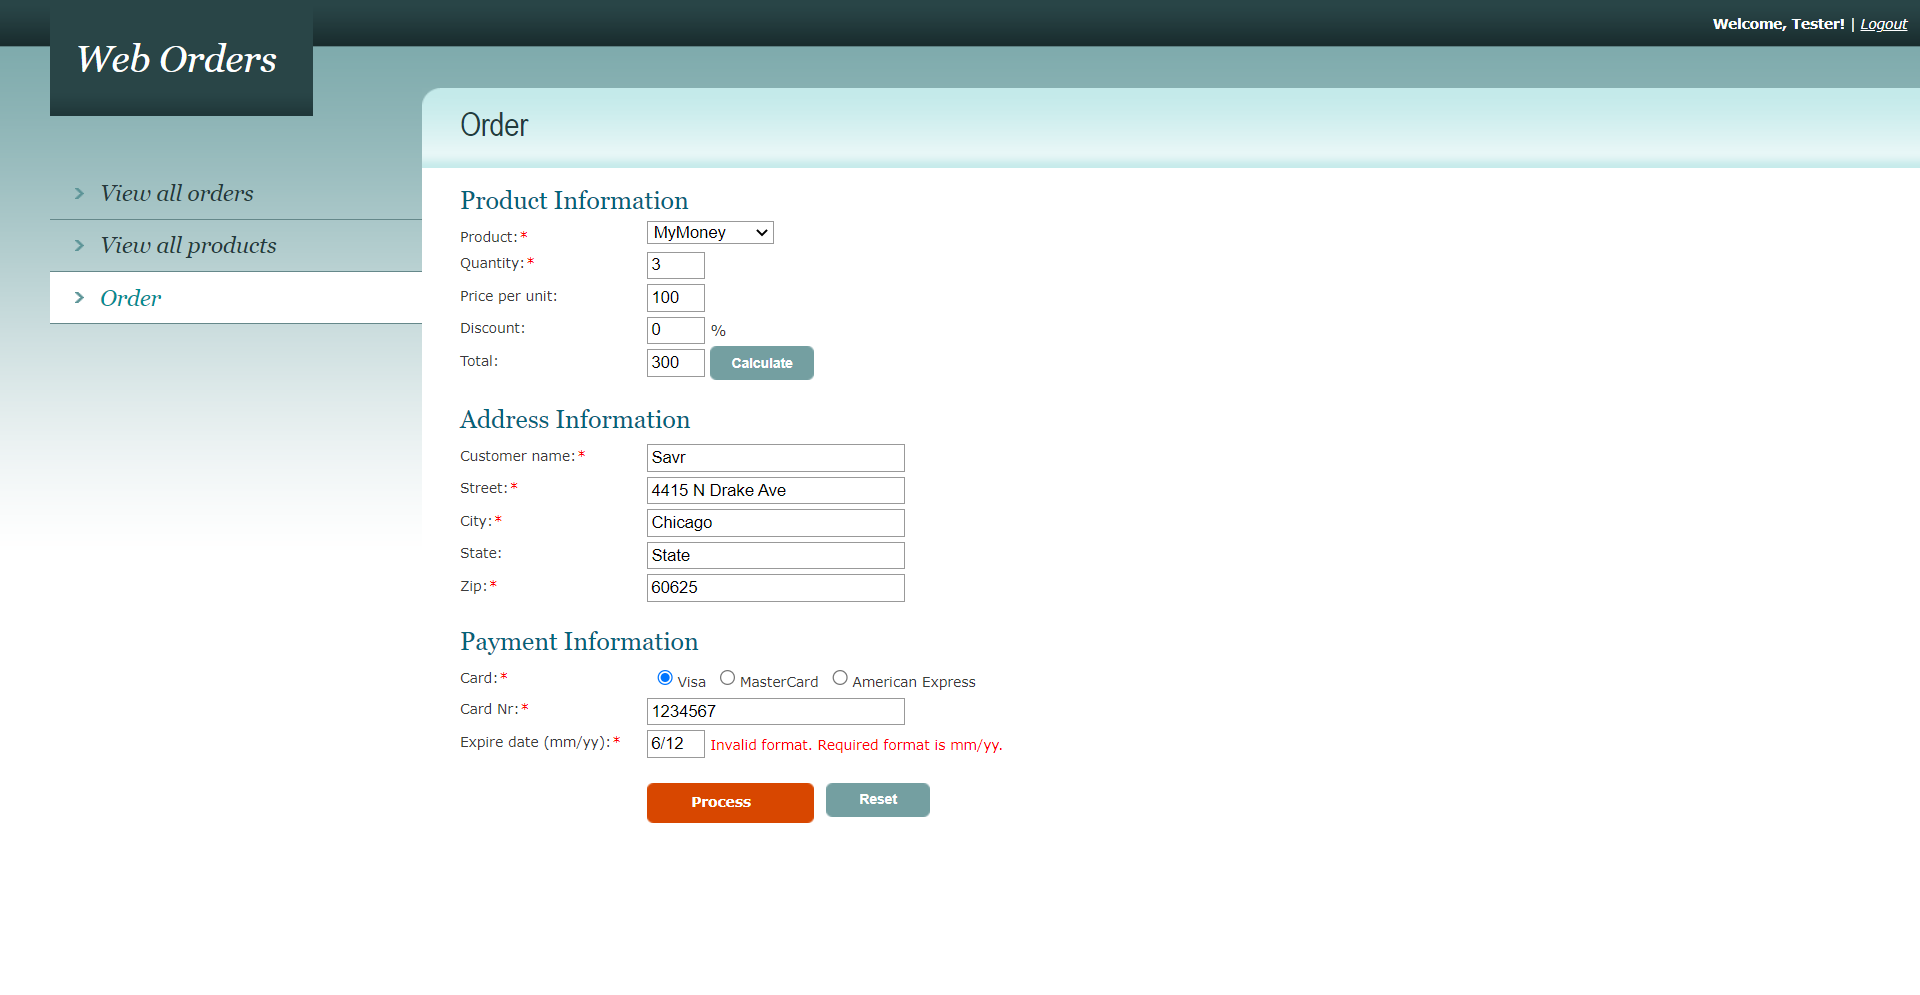 Welcome, Tester! | Logout
Web Orders
View all orders
View all products
Order
Order
Product Information
Product:* MyMoney
Quantity:* 3
Price per unit: 100
Discount: 0 %
Total: 300 Calculate
Address Information
Customer name:* Savr
Street:* 4415 N Drake Ave
City:* Chicago
State: State
Zip:* 60625
Payment Information
Card:* Visa MasterCard American Express
Card Nr:* 1234567
Expire date (mm/yy):* 6/12 Invalid format. Required format is mm/yy.
Process Reset